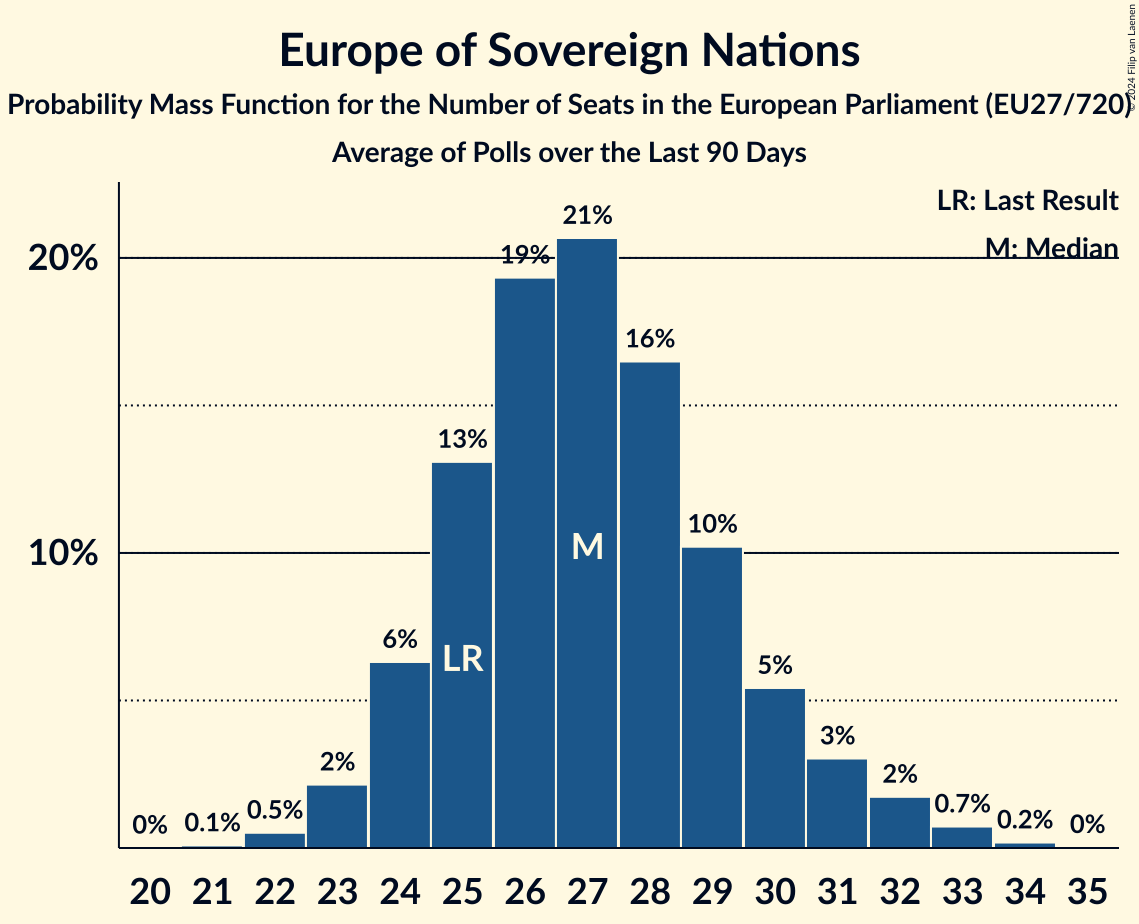 Europe of Sovereign Nations
Probability Mass Function for the Number of Seats in the European Parliament (EU27/720)
Average of Polls over the Last 90 Days
© 2024 Filip van Laenen
LR: Last Result
M: Median
20%
10%
0% 0.1% 0.5% 2% 6% 13% 19% 21% 16% 10% 5% 3% 2% 0.7% 0.2% 0%
LR
M
20 21 22 23 24 25 26 27 28 29 30 31 32 33 34 35